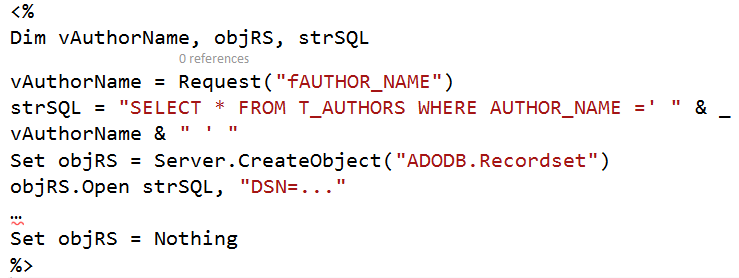 <%
Dim vAuthorName, objRS, strSQL
0 references
vAuthorName = Request("fAUTHOR_NAME")
strSQL = "SELECT * FROM T_AUTHORS WHERE AUTHOR_NAME =' " & _
vAuthorName & " ' "
Set objRS = Server.CreateObject("ADODB.Recordset")
objRS.Open strSQL, "DSN=..."
…
Set objRS = Nothing
%>